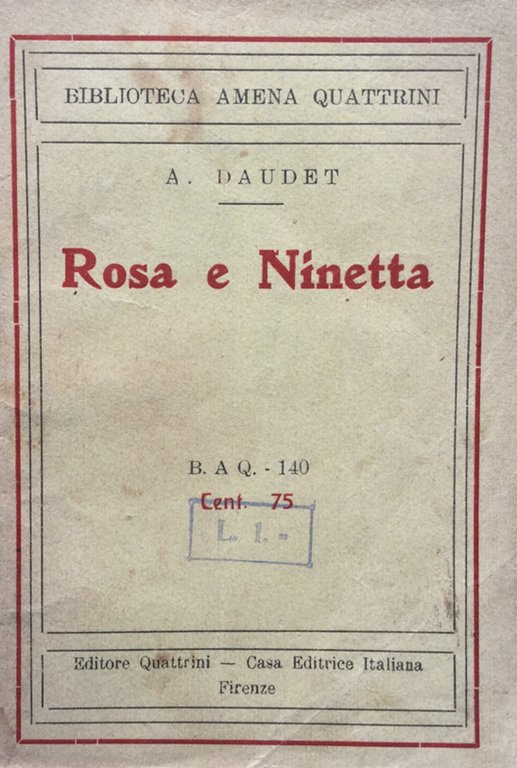 BIBLIOTECA AMENA QUATTRINI
A. DAUDET
Rosa e Ninetta
B. A Q. - 140
Cent. 75
L. 1. -
Editore Quattrini — Casa Editrice Italiana
Firenze